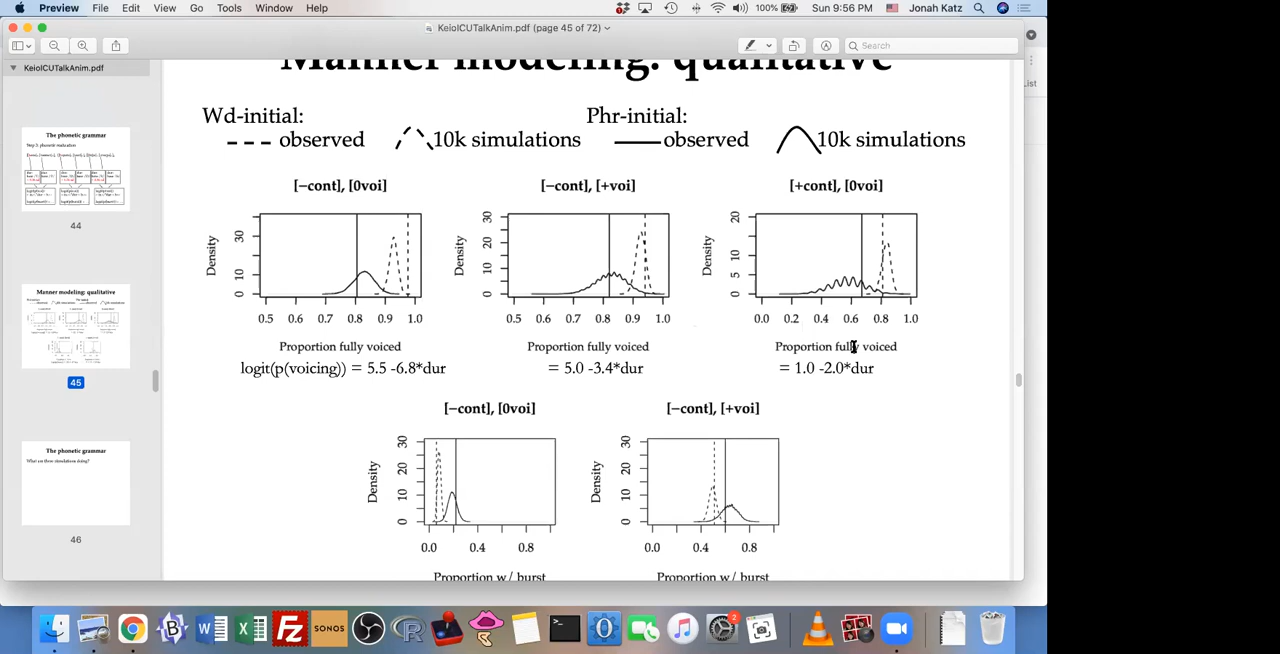 Preview File Edit View Go Tools Window Help 100% Sun 9:56 PM Jonah Katz
KeioICUTalkAnim.pdf (page 45 of 72)
Search
KeioICUTalkAnim.pdf
List
The phonetic grammar
44
Manner modeling: qualitative
45
The phonetic grammar
46
Manner modeling: qualitative
Wd-initial: Phr-initial:
observed 10k simulations observed 10k simulations
[−cont], [0voi] [−cont], [+voi] [+cont], [0voi]
Density 0 10 30
0.5 0.6 0.7 0.8 0.9 1.0
Proportion fully voiced
Density 0 10 20 30
0.5 0.6 0.7 0.8 0.9 1.0
Proportion fully voiced
Density 0 5 10 20
0.0 0.2 0.4 0.6 0.8 1.0
Proportion fully voiced
logit(p(voicing)) = 5.5 -6.8*dur = 5.0 -3.4*dur = 1.0 -2.0*dur
[−cont], [0voi] [−cont], [+voi]
Density 0 10 20 30
0.0 0.4 0.8
Proportion w/ burst
Density 0 10 20 30
0.0 0.4 0.8
Proportion w/ burst
W X FZ SONOS R 2